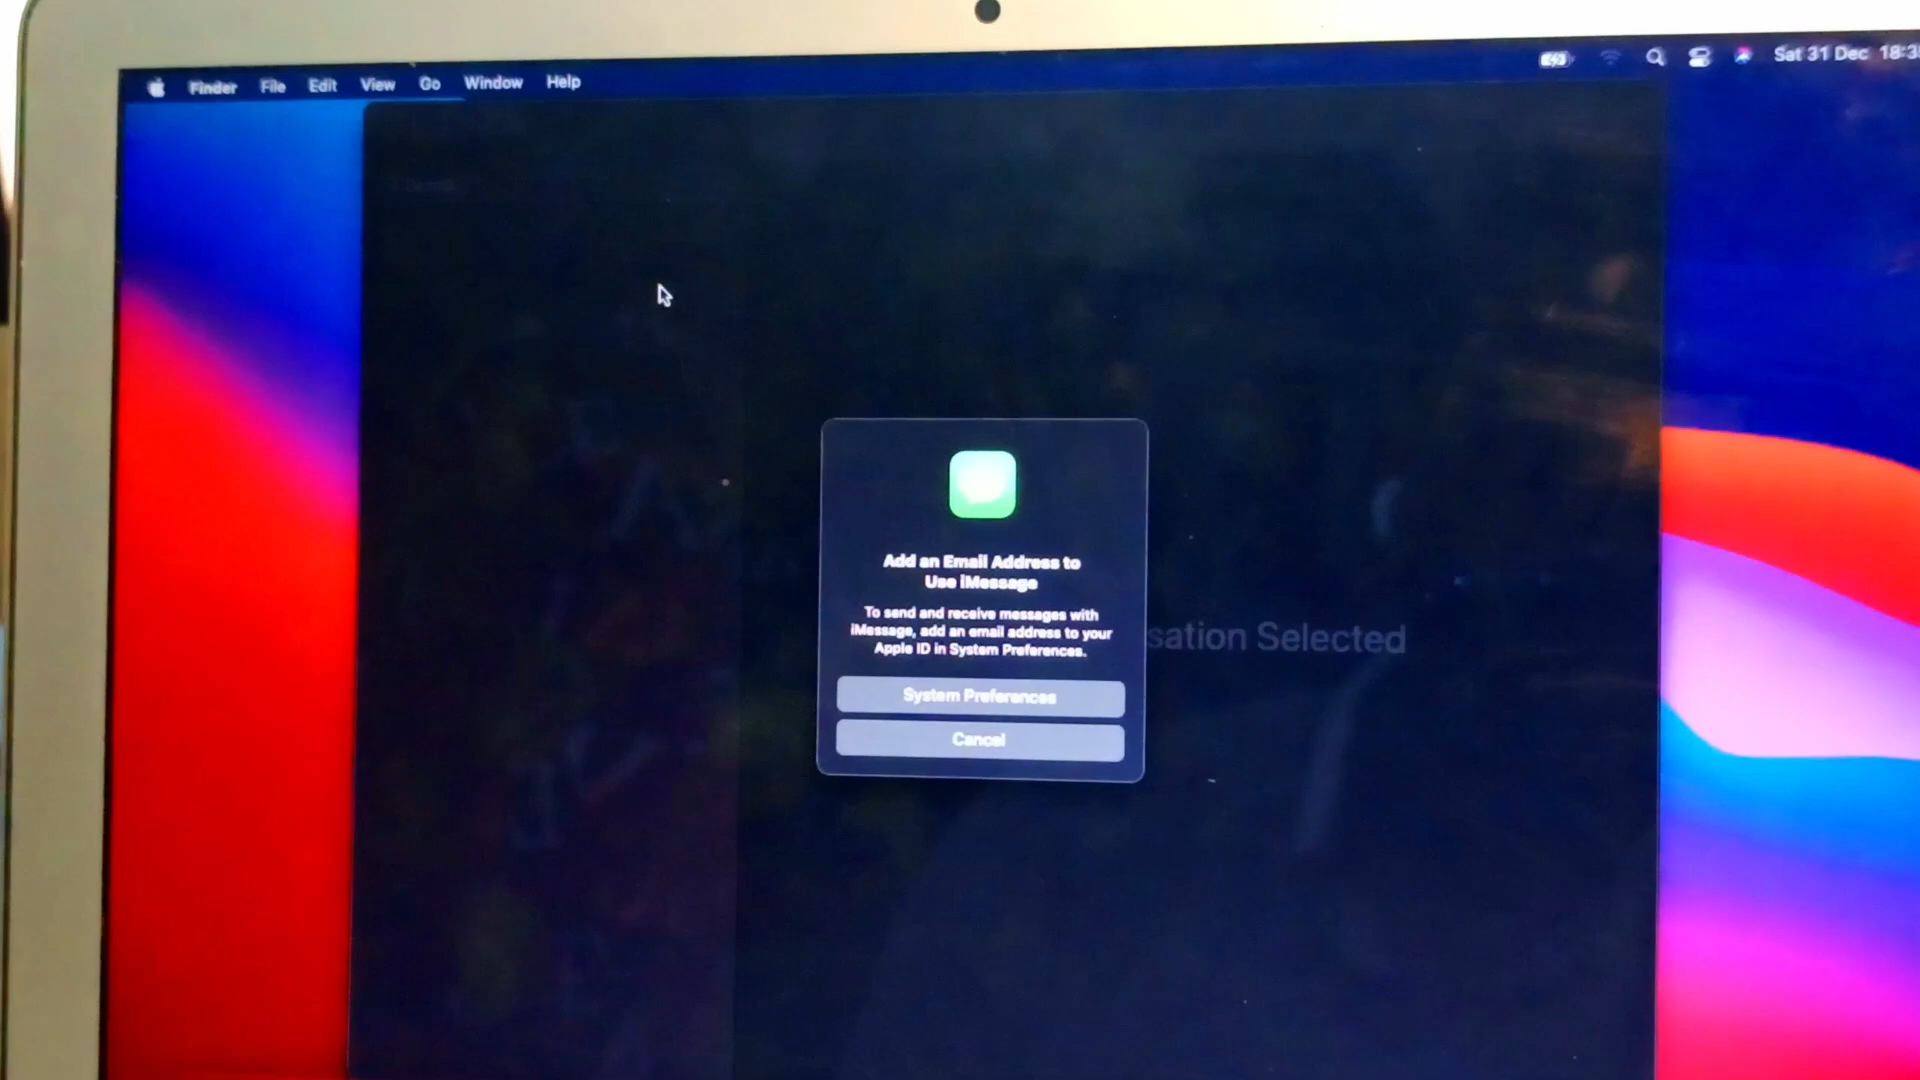 Finder File Edit View Go Window Help
Sat 31 Dec 18:3
Add an Email Address to
Use iMessage
To send and receive messages with
iMessage, add an email address to your
Apple ID in System Preferences.
sation Selected
System Preferences
Cancel